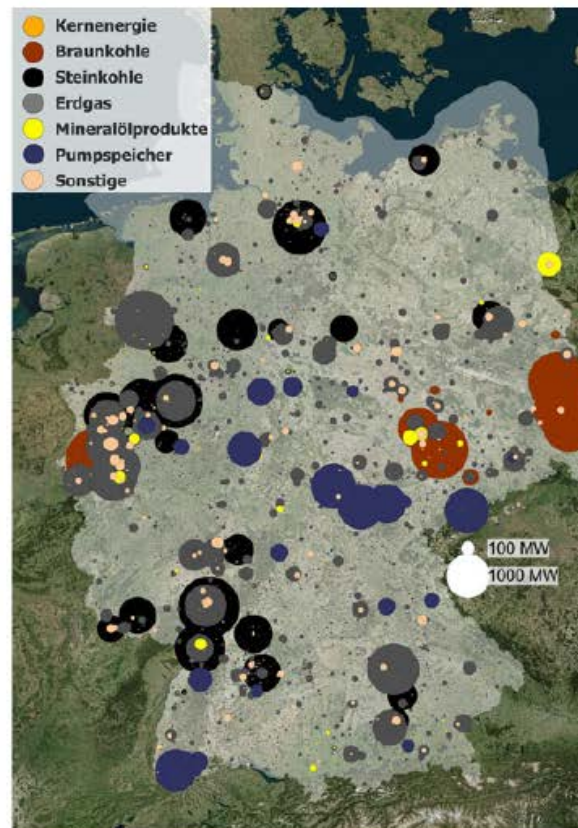 Kernenergie
Braunkohle
Steinkohle
Erdgas
Mineralölprodukte
Pumpspeicher
Sonstige
100 MW
1000 MW